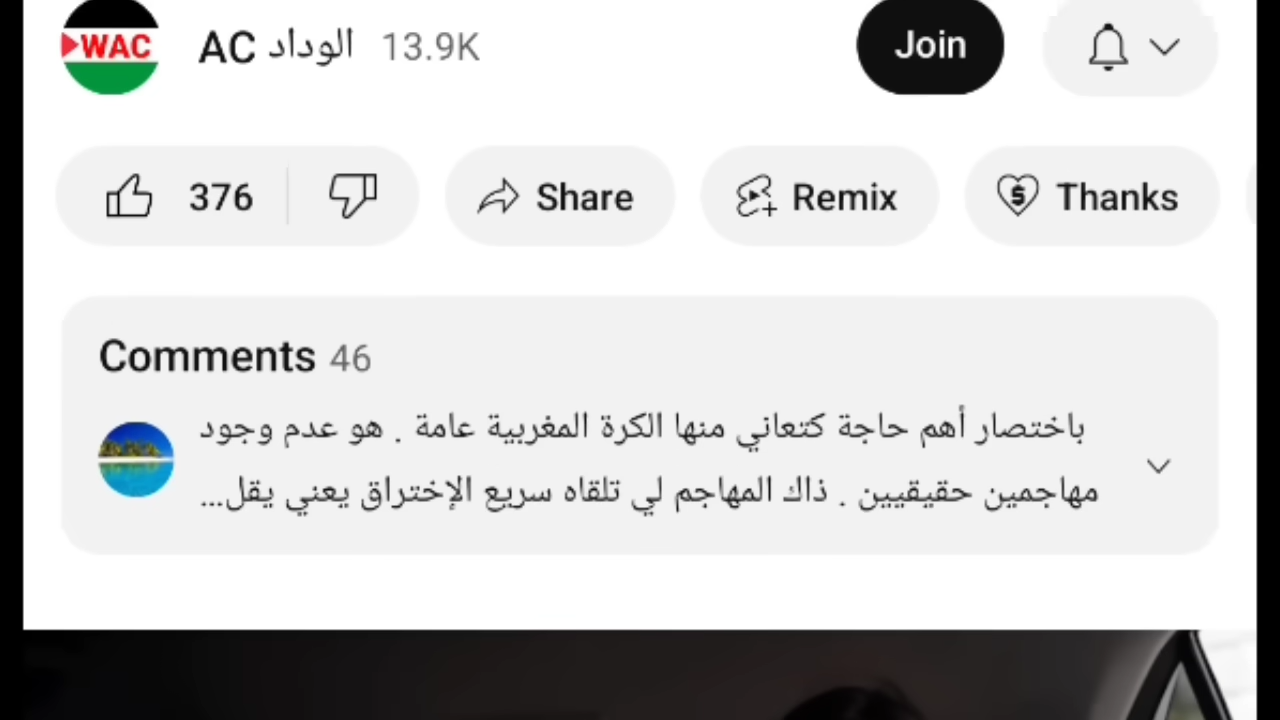 WAC
AC الوداد 13.9K
Join
376
Share
Remix
Thanks
Comments 46
باختصار أهم حاجة كتعاني منها الكرة المغربية عامة . هو عدم وجود
مهاجمين حقيقيين . ذاك المهاجم لي تلقاه سريع الإختراق يعني يقل...